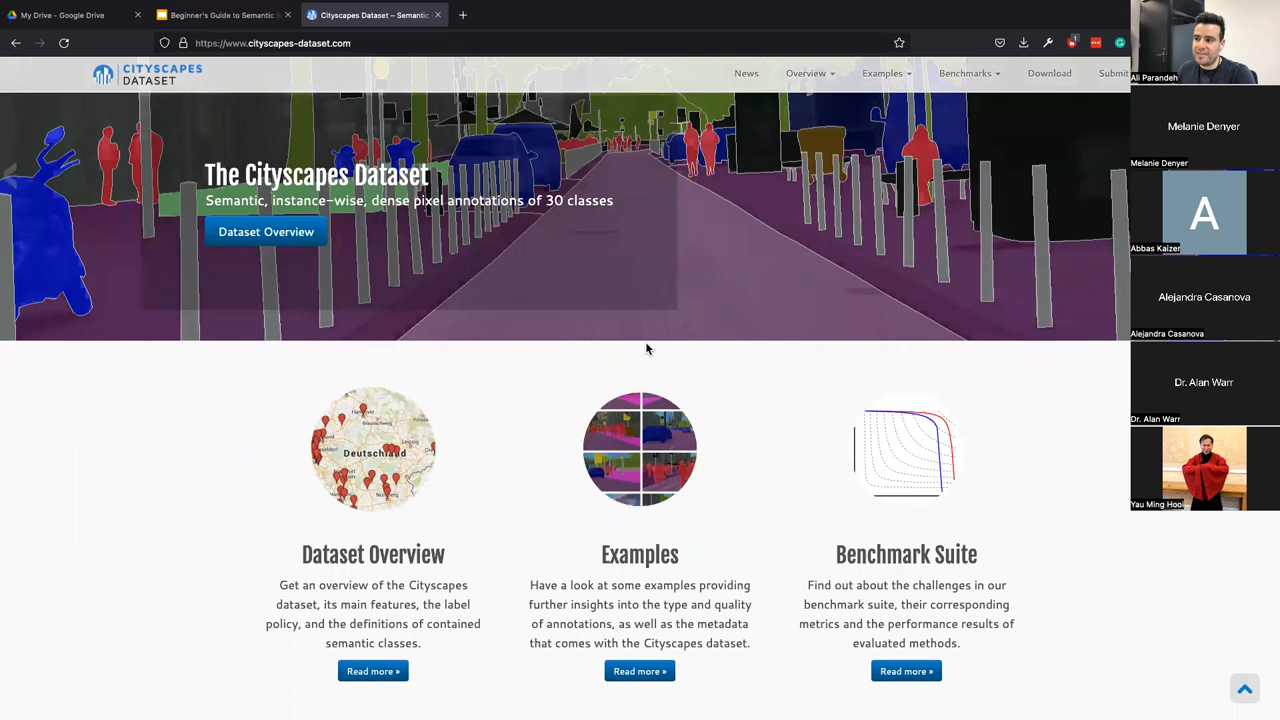 My Drive - Google Drive
Beginner's Guide to Semantic S
Cityscapes Dataset – Semantic
https://www.cityscapes-dataset.com
1
CITYSCAPES
DATASET
News
Overview
Examples
Benchmarks
Download
Submit
The Cityscapes Dataset
Semantic, instance-wise, dense pixel annotations of 30 classes
Dataset Overview
Deutschland
Dataset Overview
Get an overview of the Cityscapes
dataset, its main features, the label
policy, and the definitions of contained
semantic classes.
Read more »
Examples
Have a look at some examples providing
further insights into the type and quality
of annotations, as well as the metadata
that comes with the Cityscapes dataset.
Read more »
Benchmark Suite
Find out about the challenges in our
benchmark suite, their corresponding
metrics and the performance results of
evaluated methods.
Read more »
Ali Parandeh
Melanie Denyer
Melanie Denyer
A
Abbas Kaizer
Alejandra Casanova
Alejandra Casanova
Dr. Alan Warr
Dr. Alan Warr
Yau Ming Hooi